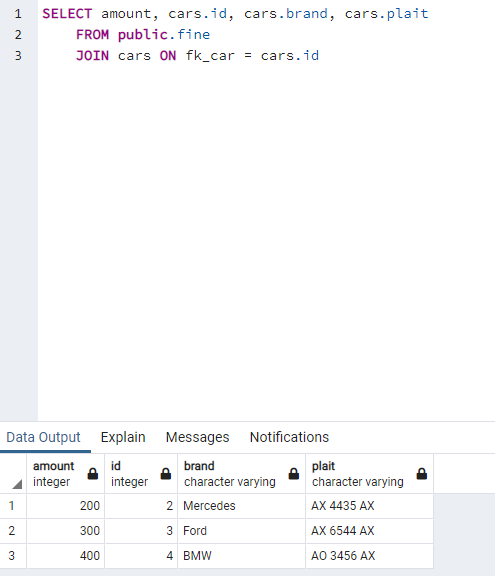 1 SELECT amount, cars.id, cars.brand, cars.plait
2 FROM public.fine
3 JOIN cars ON fk_car = cars.id
Data Output Explain Messages Notifications
amount id brand plait
integer integer character varying character varying
1 200 2 Mercedes AX 4435 AX
2 300 3 Ford AX 6544 AX
3 400 4 BMW AO 3456 AX